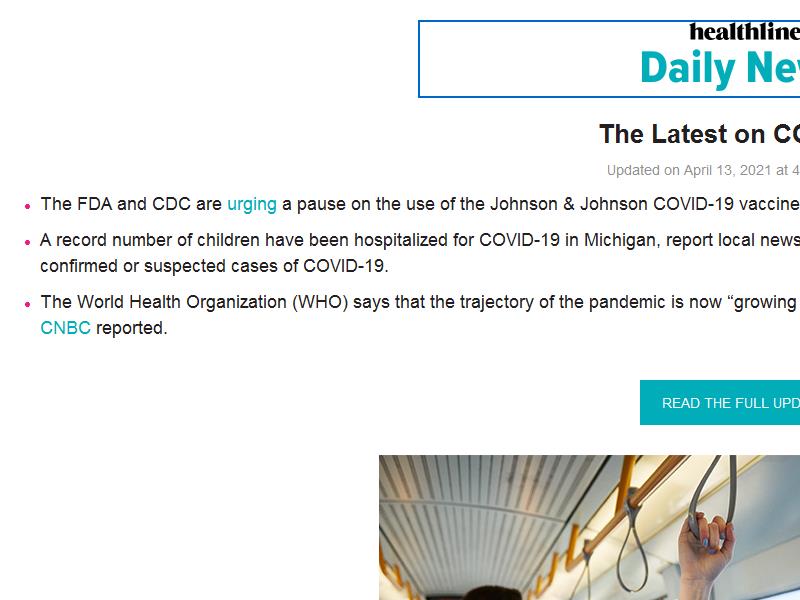 healthline
Daily Ne
The Latest on
Updated on April 13, 2021 at 4
The FDA and CDC are urging a pause on the use of the Johnson & Johnson COVID-19 vaccine
A record number of children have been hospitalized for COVID-19 in Michigan, report local news
confirmed or suspected cases of COVID-19.
The World Health Organization (WHO) says that the trajectory of the pandemic is now “growing
CNBC reported.
READ THE FULL UPD